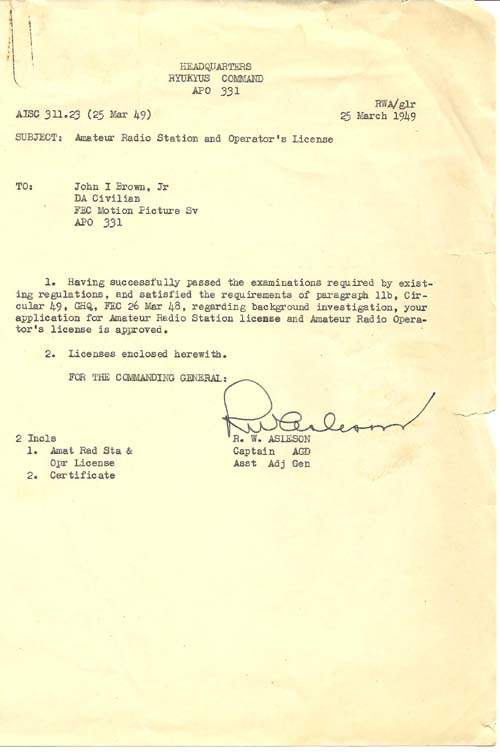 HEADQUARTERS
RYUKYUS COMMAND
APO 331
RWA/glr
AISC 311.23 (25 Mar 49)
25 March 1949
SUBJECT: Amateur Radio Station and Operator's License
TO: John I Brown, Jr
DA Civilian
FEC Motion Picture Sv
APO 331
1. Having successfully passed the examinations required by exist-
ing regulations, and satisfied the requirements of paragraph 11b, Cir-
cular 49, GHQ, FEC 26 Mar 48, regarding background investigation, your
application for Amateur Radio Station license and Amateur Radio Opera-
tor's license is approved.
2. Licenses enclosed herewith.
FOR THE COMMANDING GENERAL:
RWAsleson
2 Incls
1. Amat Rad Sta &
Opr License
2. Certificate
R. W. ASLESON
Captain AGD
Asst Adj Gen